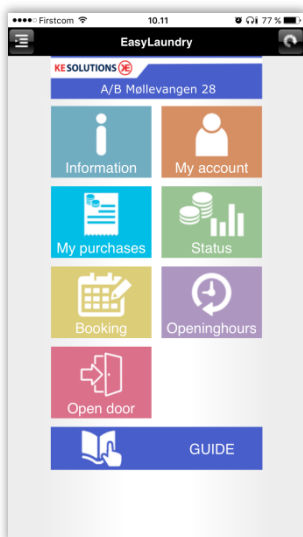 Firstcom 10.11 77 %
EasyLaundry
KE SOLUTIONS KE
A/B Møllevangen 28
Information
My account
My purchases
Status
Booking
Openinghours
Open door
GUIDE